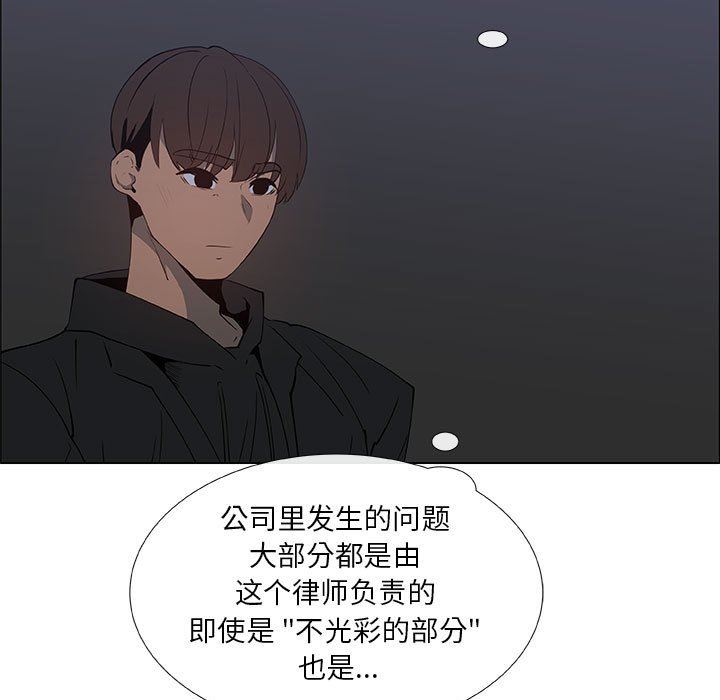 公司里发生的问题
大部分都是由
这个律师负责的
即使是 "不光彩的部分"
也是...